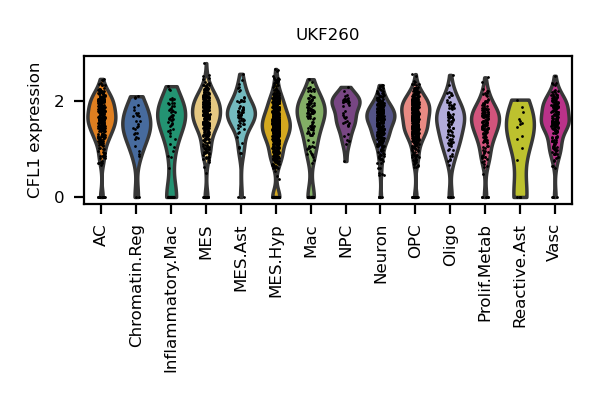 UKF260
CFL1 expression
2
0
AC
Chromatin.Reg
Inflammatory.Mac
MES
MES.Ast
MES.Hyp
Mac
NPC
Neuron
OPC
Oligo
Prolif.Metab
Reactive.Ast
Vasc